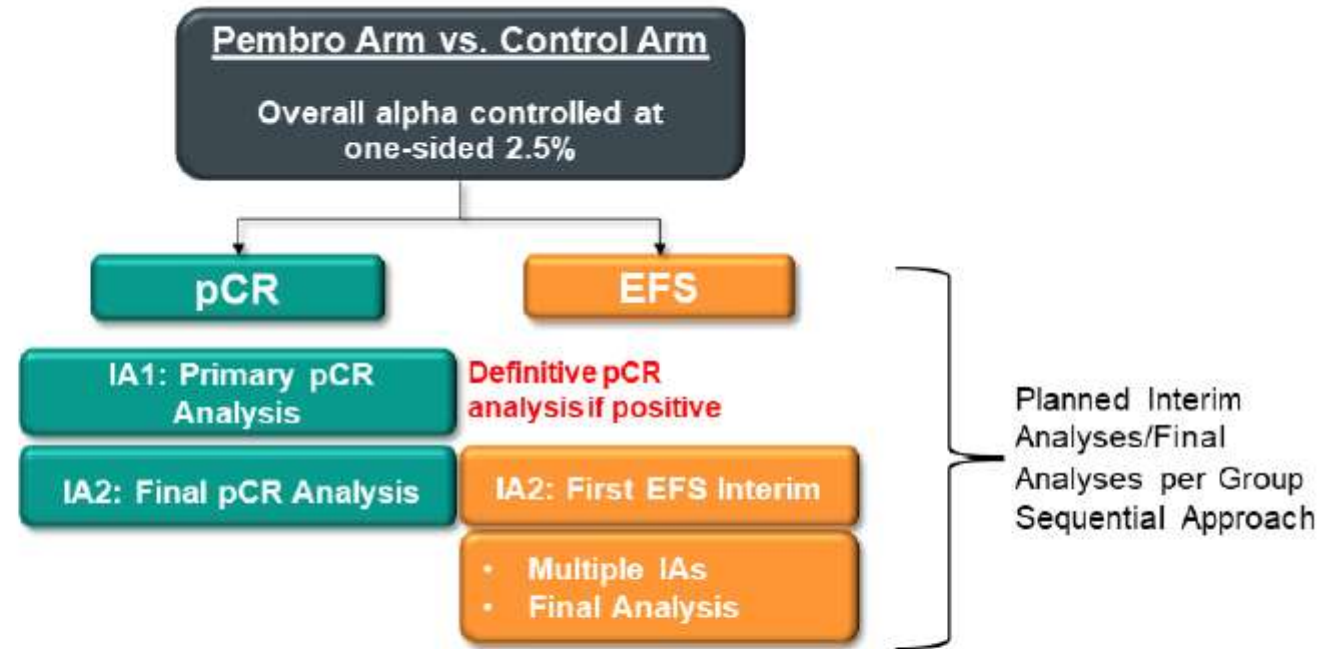 Pembro Arm vs. Control Arm
Overall alpha controlled at
one-sided 2.5%
pCR
EFS
IA1: Primary pCR
Analysis
Definitive pCR
analysis if positive
IA2: Final pCR Analysis
IA2: First EFS Interim
• Multiple IAs
• Final Analysis
Planned Interim
Analyses/Final
Analyses per Group
Sequential Approach